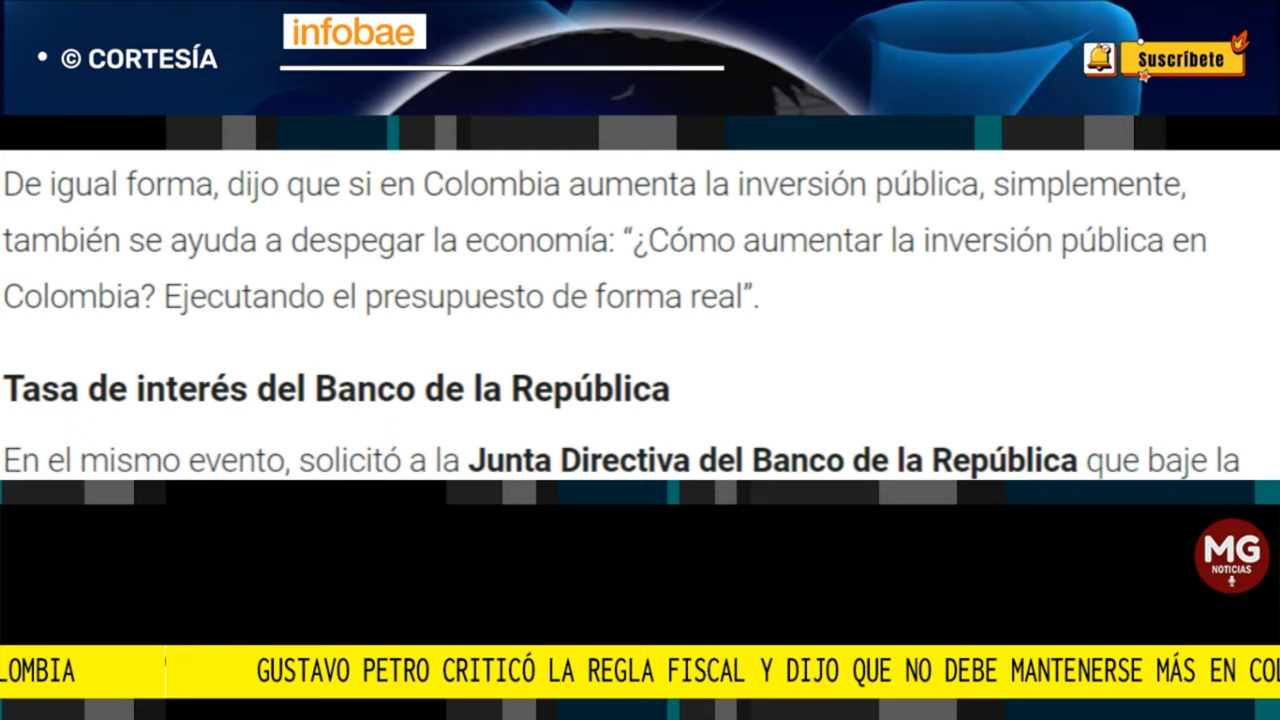 infobae
• © CORTESÍA
Suscríbete
De igual forma, dijo que si en Colombia aumenta la inversión pública, simplemente,
también se ayuda a despegar la economía: “¿Cómo aumentar la inversión pública en
Colombia? Ejecutando el presupuesto de forma real”.
Tasa de interés del Banco de la República
En el mismo evento, solicitó a la Junta Directiva del Banco de la República que baje la
MG
NOTICIAS
LOMBIA GUSTAVO PETRO CRITICÓ LA REGLA FISCAL Y DIJO QUE NO DEBE MANTENERSE MÁS EN COL